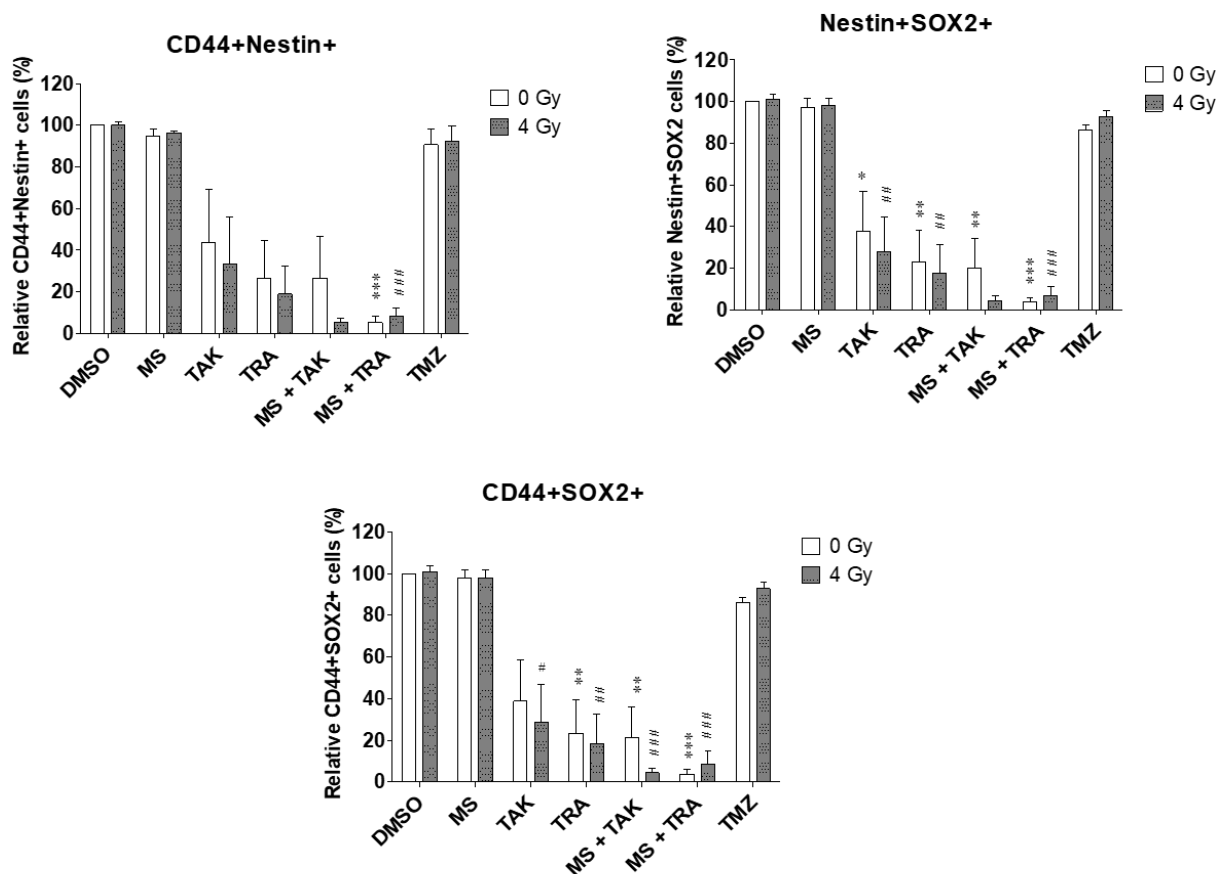 CD44+Nestin+
Relative CD44+Nestin+ cells (%)
120
100
80
60
40
20
0
0 Gy
4 Gy
***
###
DMSO
MS
TAK
TRA
MS + TAK
MS + TRA
TMZ
Nestin+SOX2+
Relative Nestin+SOX2 cells (%)
120
100
80
60
40
20
0
0 Gy
4 Gy
*
##
**
##
**
***
###
DMSO
MS
TAK
TRA
MS + TAK
MS + TRA
TMZ
CD44+SOX2+
Relative CD44+SOX2+ cells (%)
120
100
80
60
40
20
0
0 Gy
4 Gy
#
**
##
**
###
***
###
DMSO
MS
TAK
TRA
MS + TAK
MS + TRA
TMZ